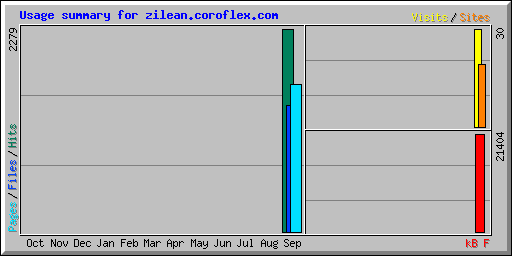 Usage summary for zilean.coroflex.com
Visits/Sites
2279
30
Pages/Files/Hits
21404
Oct Nov Dec Jan Feb Mar Apr May Jun Jul Aug Sep
kB F